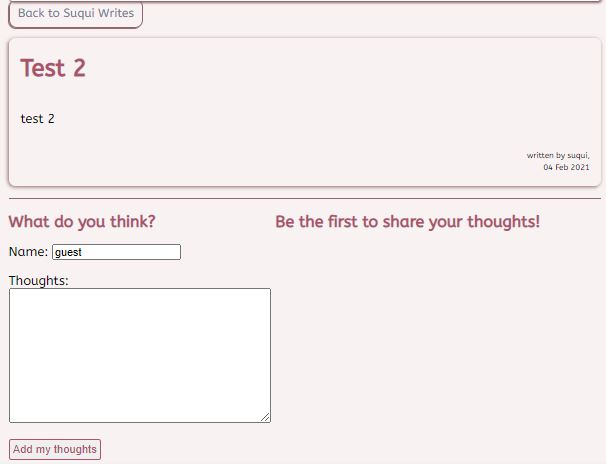 Back to Suqui Writes
Test 2
test 2
written by suqui,
04 Feb 2021
What do you think?
Be the first to share your thoughts!
Name: guest
Thoughts:
Add my thoughts